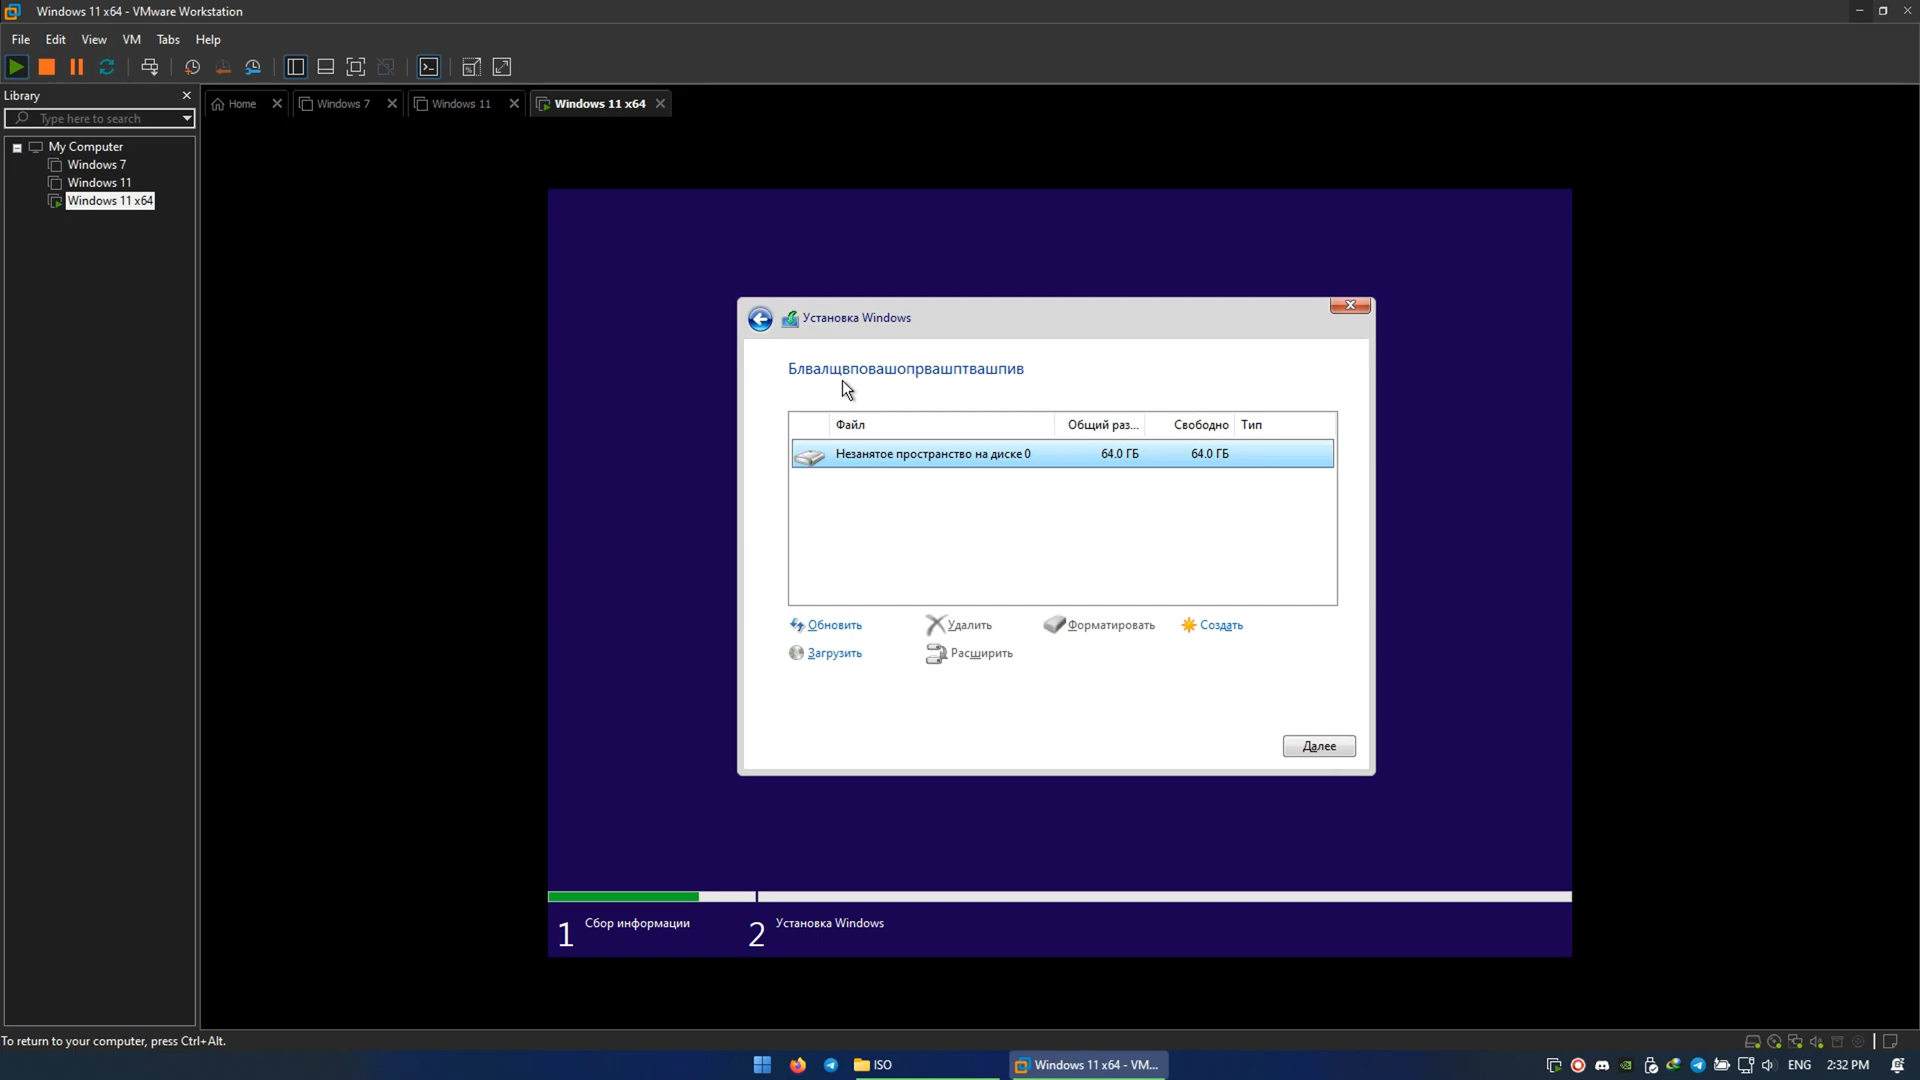 Windows 11 x64 - VMware Workstation
File Edit View VM Tabs Help
Library
Home Windows 7 Windows 11 Windows 11 x64
Type here to search
My Computer
Windows 7
Windows 11
Windows 11 x64
Установка Windows
Блвалщвповашопрвашптвашпив
Файл Общий раз... Свободно Тип
Незанятое пространство на диске 0 64.0 ГБ 64.0 ГБ
Обновить Удалить Форматировать Создать
Загрузить Расширить
Далее
1 Сбор информации 2 Установка Windows
To return to your computer, press Ctrl+Alt.
ISO Windows 11 x64 - VM... ENG 2:32 PM